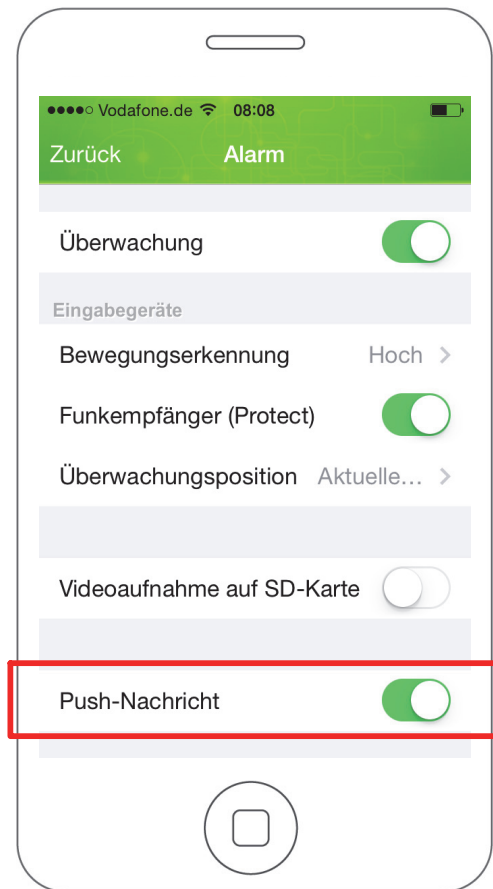 Vodafone.de 08:08
Zurück Alarm
Überwachung
Eingabegeräte
Bewegungserkennung Hoch
Funkempfänger (Protect)
Überwachungsposition Aktuelle...
Videoaufnahme auf SD-Karte
Push-Nachricht